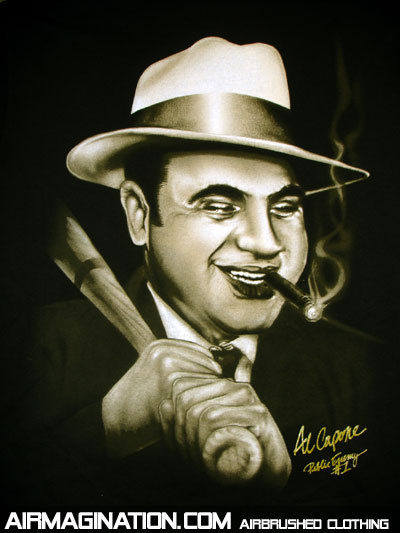 Al Capone
Public Enemy
#1
AIRMAGINATION.COM AIRBRUSHED CLOTHING